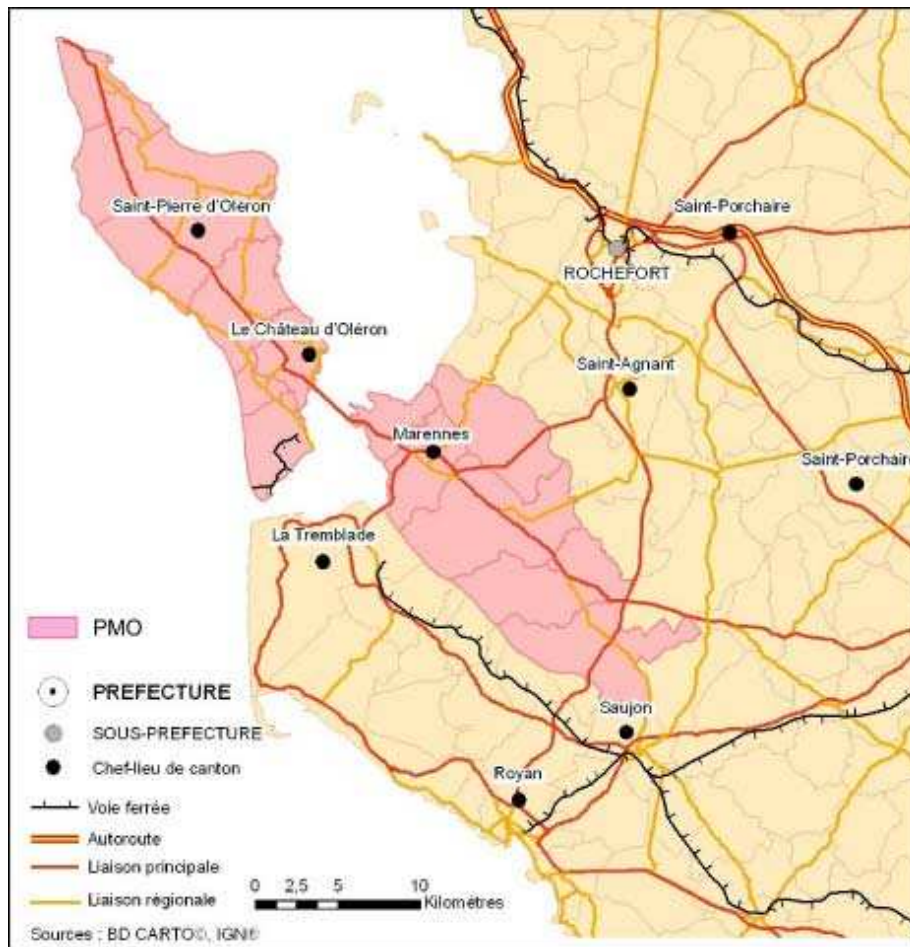 Saint-Pierre d'Oléron
Saint-Porchaire
ROCHEFORT
Le Château d'Oléron
Saint-Agnant
Marennes
Saint-Porchaire
La Tremblade
PMO
PREFECTURE
Saujon
SOUS-PREFECTURE
Chef-lieu de canton
Royan
Voie ferrée
Autoroute
Liaison principale
Liaison régionale
0 2,5 5 10
Kilométres
Sources : BD CARTO©, IGN®